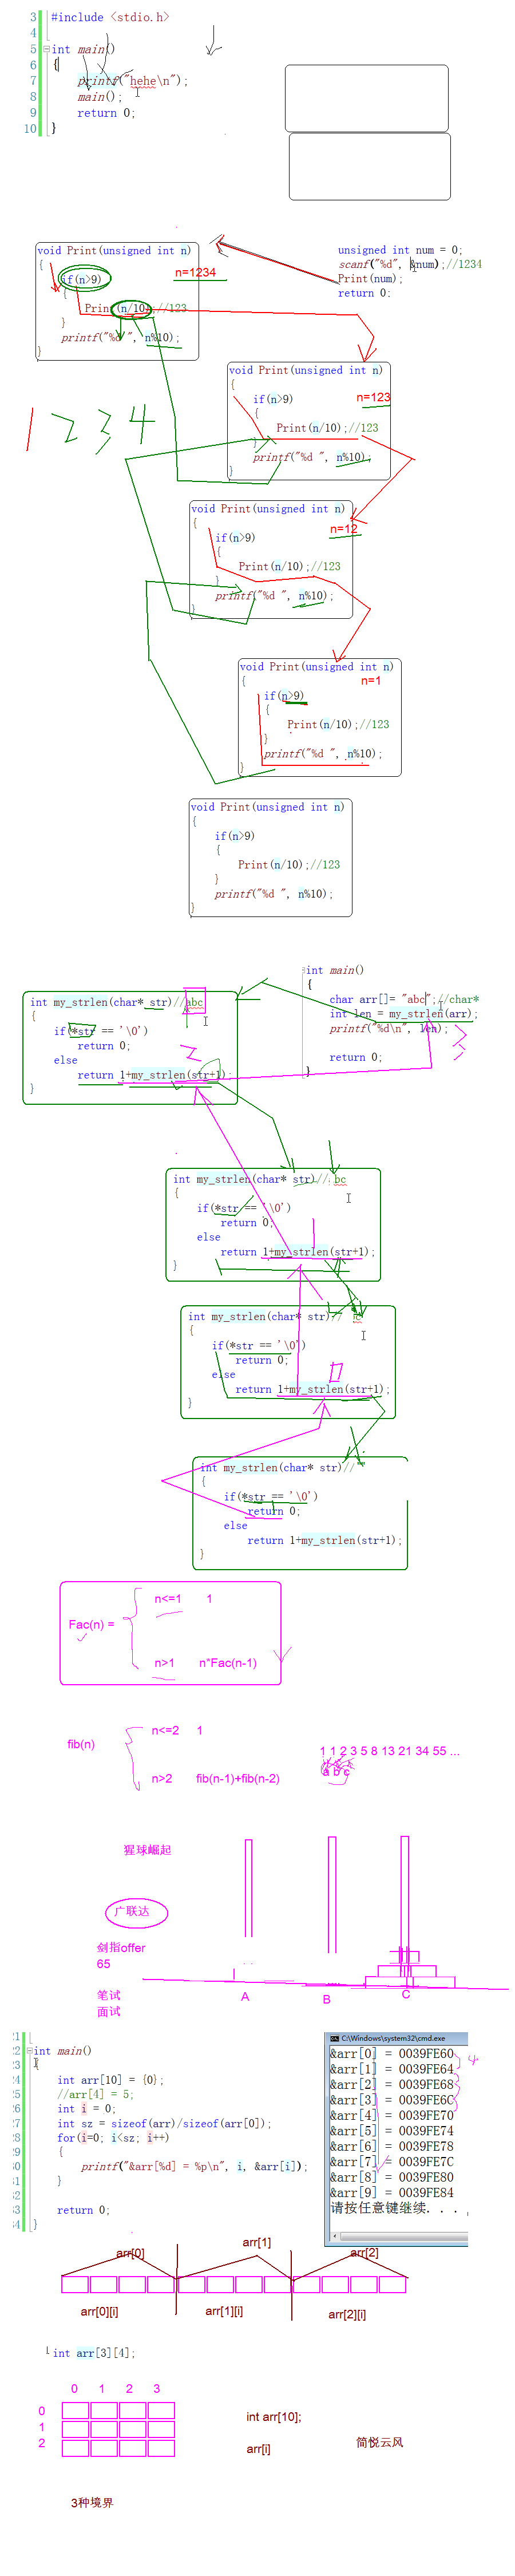 3 #include <stdio.h>
4
5 int main()
6 {
7 printf("hehe\n");
8 main();
9 return 0;
10 }
void Print(unsigned int n)
{
if(n>9)
{
Print(n/10);//123
}
printf("%d ", n%10);
}
n=1234
unsigned int num = 0;
scanf("%d", &num);//1234
Print(num);
return 0;
1 2 3 4
void Print(unsigned int n)
{
if(n>9)
{
Print(n/10);//123
}
printf("%d ", n%10);
}
n=123
void Print(unsigned int n)
{
if(n>9)
{
Print(n/10);//123
}
printf("%d ", n%10);
}
n=12
void Print(unsigned int n)
{
if(n>9)
{
Print(n/10);//123
}
printf("%d ", n%10);
}
n=1
void Print(unsigned int n)
{
if(n>9)
{
Print(n/10);//123
}
printf("%d ", n%10);
}
int main()
{
char arr[]= "abc";//char*
int len = my_strlen(arr);
printf("%d\n", len);
return 0;
}
int my_strlen(char* str)//abc
{
if(*str == '\0')
return 0;
else
return 1+my_strlen(str+1);
}
2
int my_strlen(char* str)// bc
{
if(*str == '\0')
return 0;
else
return 1+my_strlen(str+1);
}
1
int my_strlen(char* str)// c
{
if(*str == '\0')
return 0;
else
return 1+my_strlen(str+1);
}
0
int my_strlen(char* str)//""
{
if(*str == '\0')
return 0;
else
return 1+my_strlen(str+1);
}
n<=1 1
Fac(n) =
n>1 n*Fac(n-1)
n<=2 1
fib(n)
n>2 fib(n-1)+fib(n-2)
1 1 2 3 5 8 13 21 34 55 ...
a b c
猩球崛起
广联达
剑指offer
65
笔试
面试
A B C
21
22 int main()
23 {
24 int arr[10] = {0};
25 //arr[4] = 5;
26 int i = 0;
27 int sz = sizeof(arr)/sizeof(arr[0]);
28 for(i=0; i<sz; i++)
29 {
30 printf("&arr[%d] = %p\n", i, &arr[i]);
31 }
32
33 return 0;
34 }
C:\Windows\system32\cmd.exe
&arr[0] = 0039FE60
&arr[1] = 0039FE64
&arr[2] = 0039FE68
&arr[3] = 0039FE6C
&arr[4] = 0039FE70
&arr[5] = 0039FE74
&arr[6] = 0039FE78
&arr[7] = 0039FE7C
&arr[8] = 0039FE80
&arr[9] = 0039FE84
请按任意键继续. . .
4
arr[0] arr[1] arr[2]
arr[0][i] arr[1][i] arr[2][i]
int arr[3][4];
0 1 2 3
0
1
2
int arr[10];
arr[i]
简悦云风
3种境界